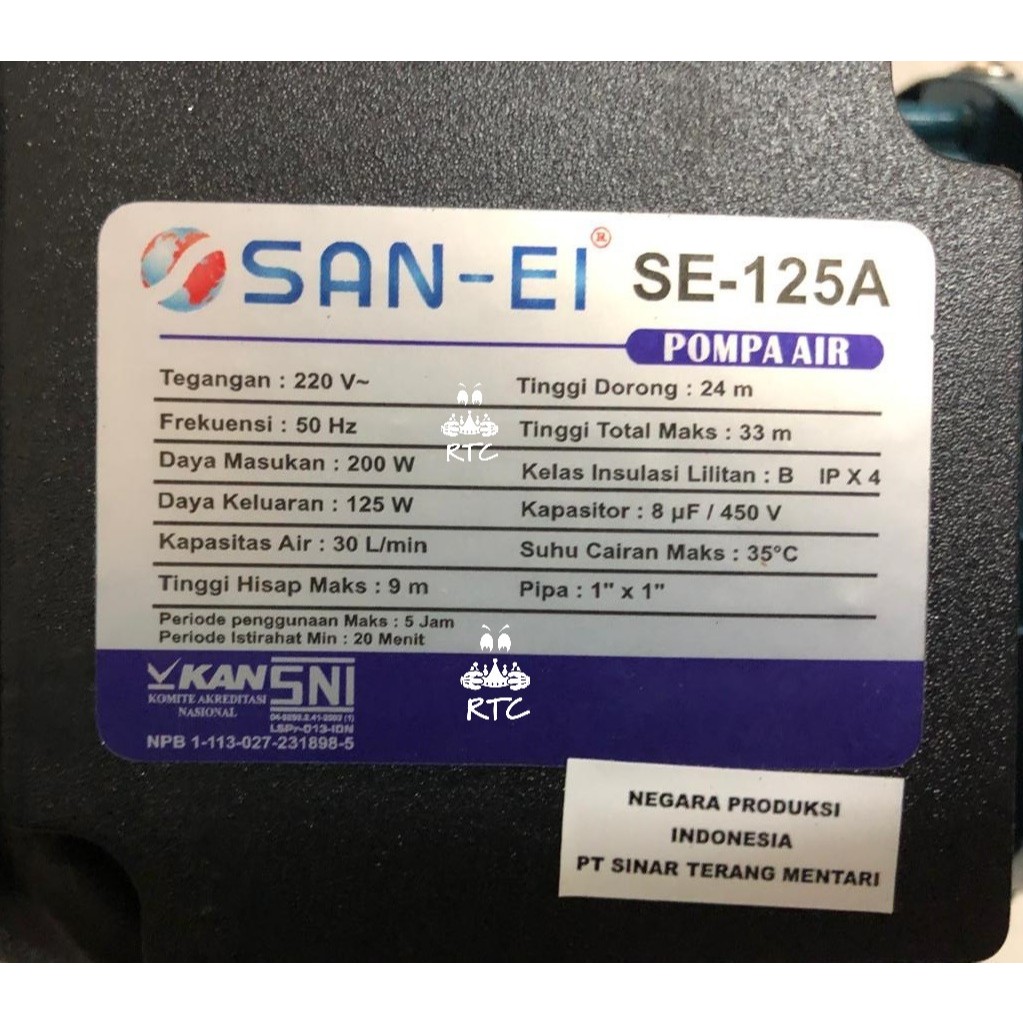 SAN-EI® SE-125A
POMPA AIR
Tegangan : 220 V~
Frekuensi : 50 Hz
Daya Masukan : 200 W
Daya Keluaran : 125 W
Kapasitas Air : 30 L/min
Tinggi Hisap Maks : 9 m
Periode penggunaan Maks : 5 Jam
Periode Istirahat Min : 20 Menit
Tinggi Dorong : 24 m
Tinggi Total Maks : 33 m
Kelas Insulasi Lilitan : B IP X 4
Kapasitor : 8 µF / 450 V
Suhu Cairan Maks : 35°C
Pipa : 1" x 1"
RTC
RTC
KAN SNI
KOMITE AKREDITASI
NASIONAL
LSPr-013-IDN
NPB 1-113-027-231898-5
NEGARA PRODUKSI
INDONESIA
PT SINAR TERANG MENTARI